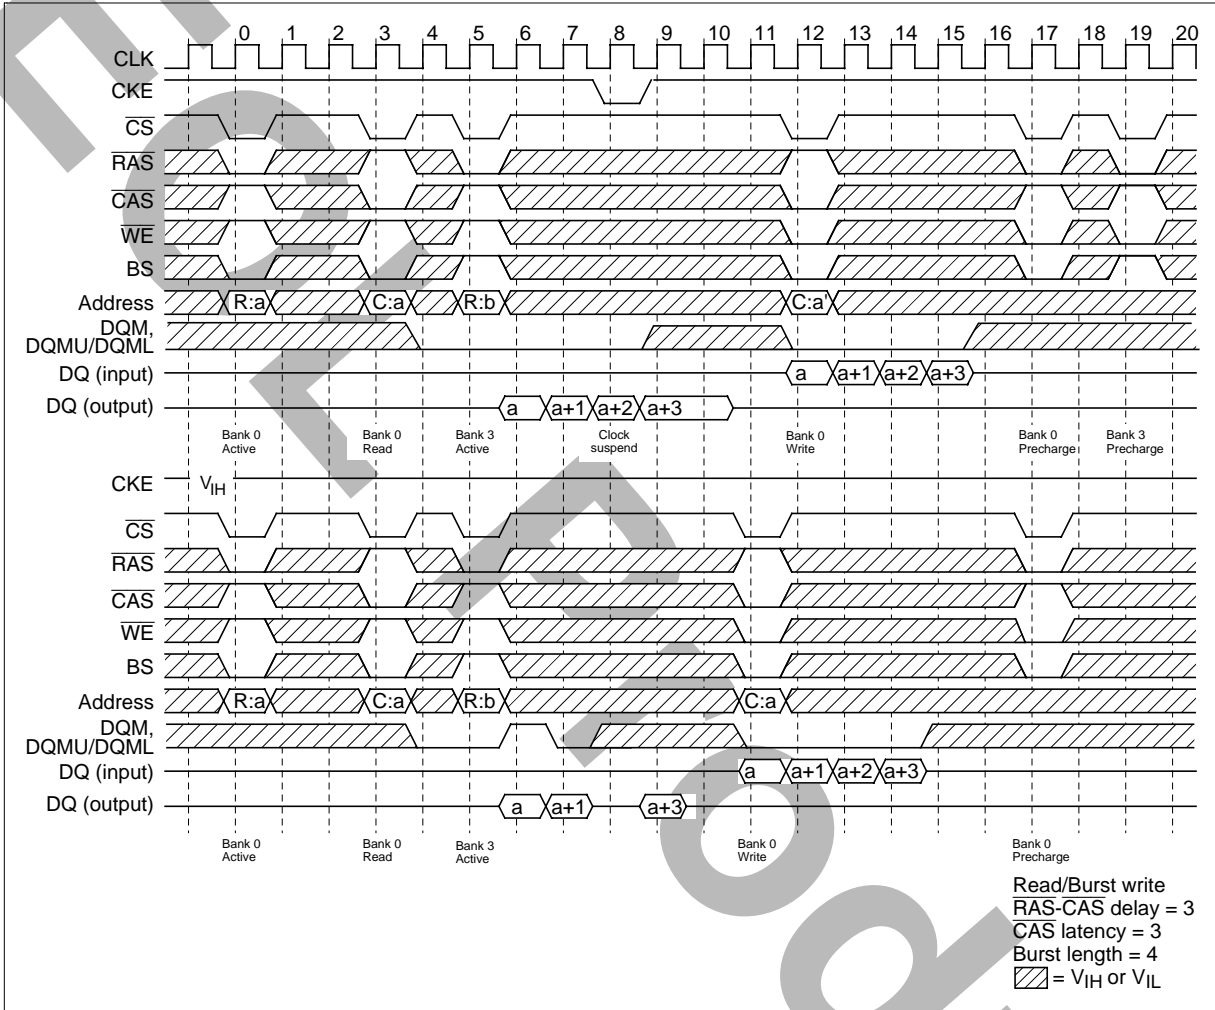 0 1 2 3 4 5 6 7 8 9 10 11 12 13 14 15 16 17 18 19 20
CLK
CKE
CS
RAS
CAS
WE
BS
Address R:a C:a R:b C:a'
DQM,
DQMU/DQML
DQ (input) a a+1 a+2 a+3
DQ (output) a a+1 a+2 a+3
Bank 0 Active
Bank 0 Read
Bank 3 Active
Clock suspend
Bank 0 Write
Bank 0 Precharge
Bank 3 Precharge
CKE VIH
CS
RAS
CAS
WE
BS
Address R:a C:a R:b C:a
DQM,
DQMU/DQML
DQ (input) a a+1 a+2 a+3
DQ (output) a a+1 a+3
Bank 0 Active
Bank 0 Read
Bank 3 Active
Bank 0 Write
Bank 0 Precharge
Read/Burst write
RAS-CAS delay = 3
CAS latency = 3
Burst length = 4
= VIH or VIL